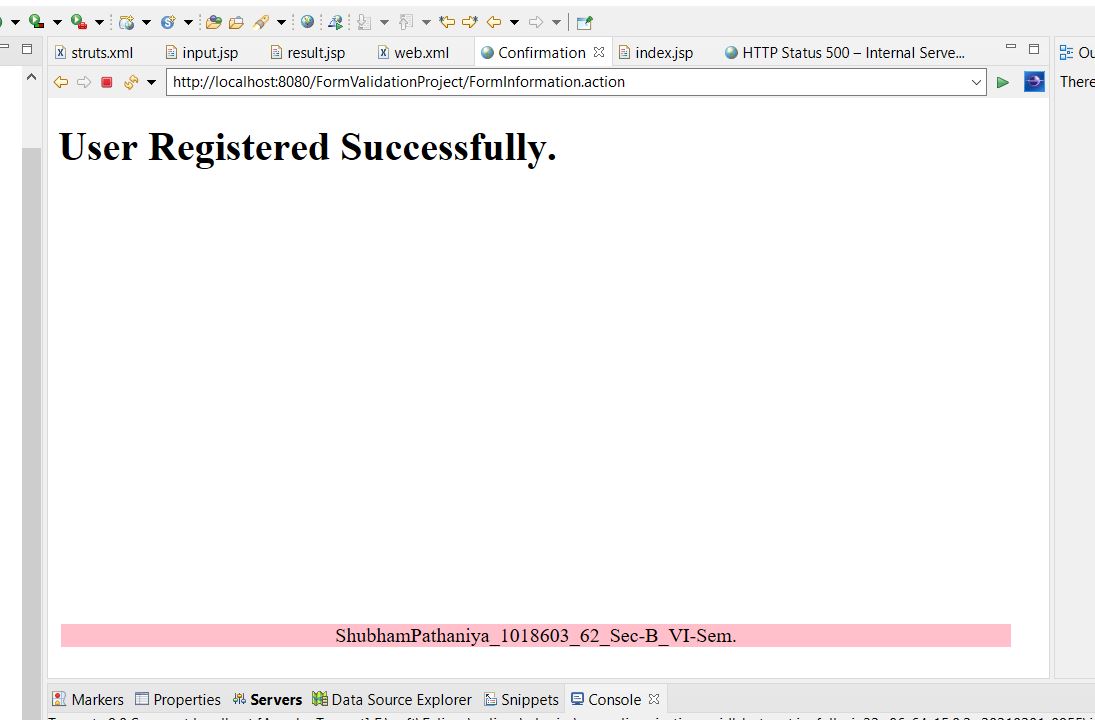 struts.xml
input.jsp
result.jsp
web.xml
Confirmation
index.jsp
HTTP Status 500 – Internal Serve...
Ou
http://localhost:8080/FormValidationProject/FormInformation.action
There
User Registered Successfully.
ShubhamPathaniya_1018603_62_Sec-B_VI-Sem.
Markers
Properties
Servers
Data Source Explorer
Snippets
Console